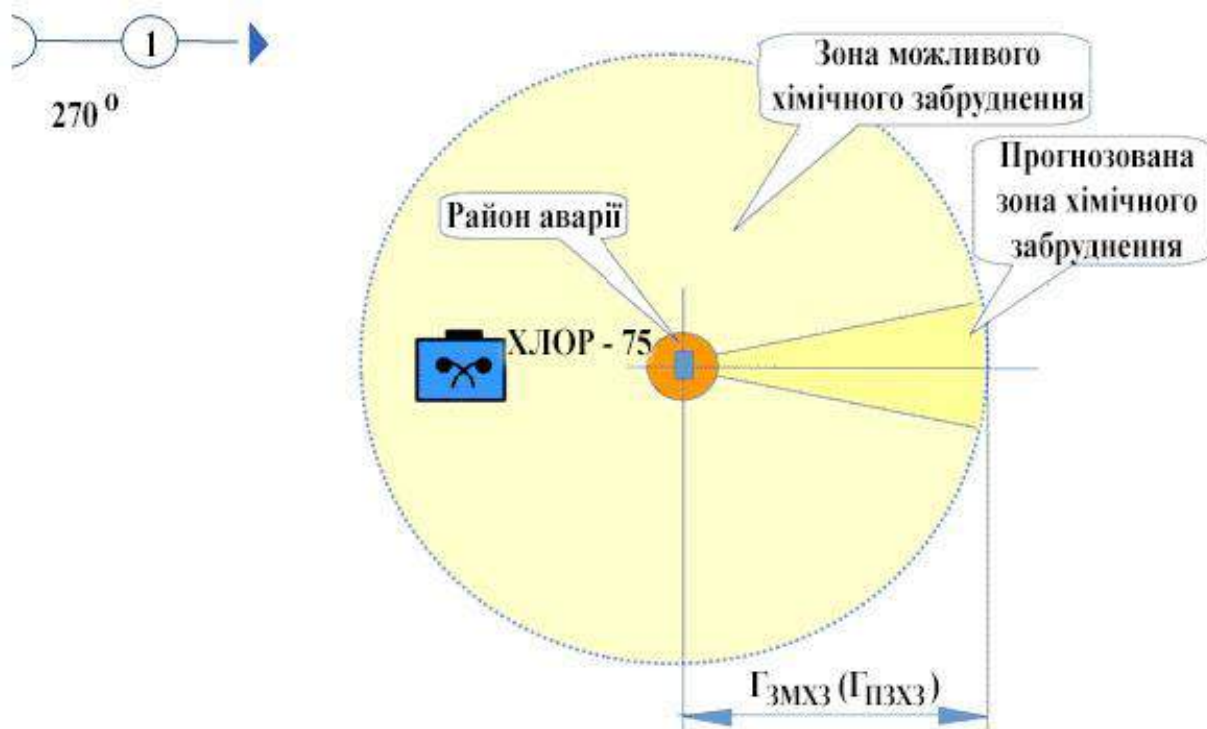 1
270 о
Зона можливого
хімічного забруднення
Прогнозована
зона хімічного
забруднення
Район аварії
ХЛОР - 75
ГЗМХЗ (ГПЗХЗ)